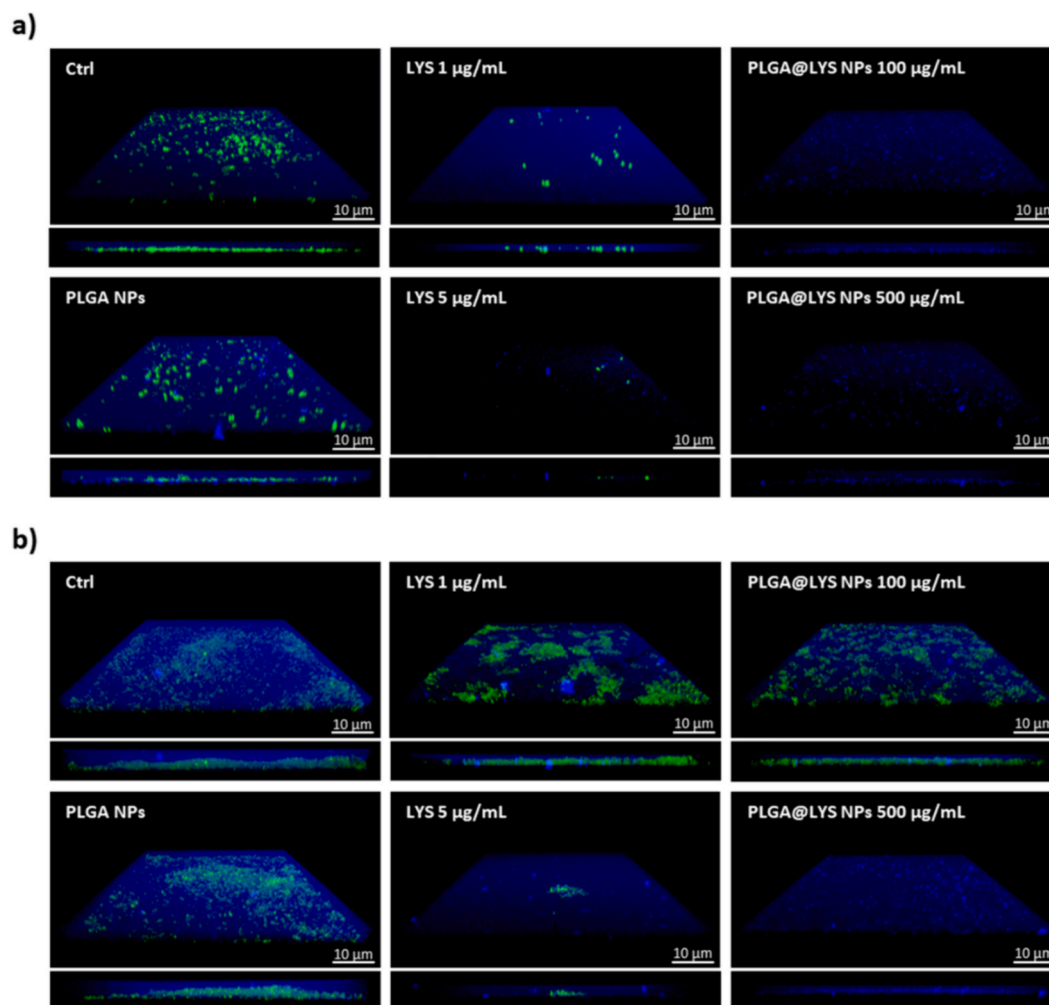 a)
Ctrl
LYS 1 µg/mL
PLGA@LYS NPs 100 µg/mL
10 µm
10 µm
10 µm
PLGA NPs
LYS 5 µg/mL
PLGA@LYS NPs 500 µg/mL
10 µm
10 µm
10 µm
b)
Ctrl
LYS 1 µg/mL
PLGA@LYS NPs 100 µg/mL
10 µm
10 µm
10 µm
PLGA NPs
LYS 5 µg/mL
PLGA@LYS NPs 500 µg/mL
10 µm
10 µm
10 µm